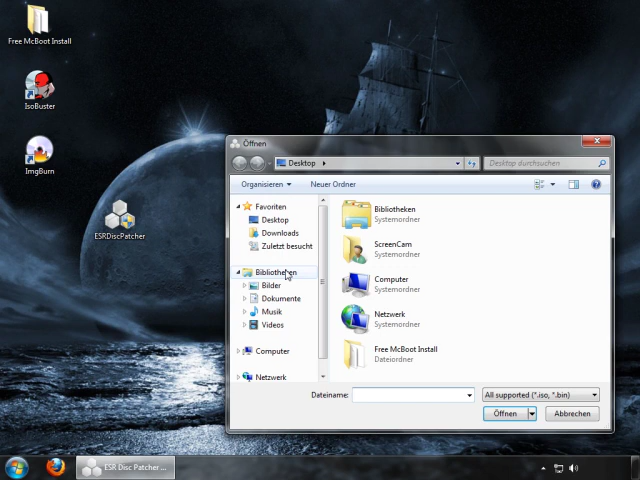 Free McBoot Install
IsoBuster
ImgBurn
ESRDiscPatcher
Öffnen
Desktop
Desktop durchsuchen
Organisieren
Neuer Ordner
Favoriten
Desktop
Downloads
Zuletzt besucht
Bibliotheken
Bilder
Dokumente
Musik
Videos
Computer
Netzwerk
Bibliotheken
Systemordner
ScreenCam
Systemordner
Computer
Systemordner
Netzwerk
Systemordner
Free McBoot Install
Dateiordner
Dateiname:
All supported (*.iso, *.bin)
Öffnen
Abbrechen
ESR Disc Patcher ...